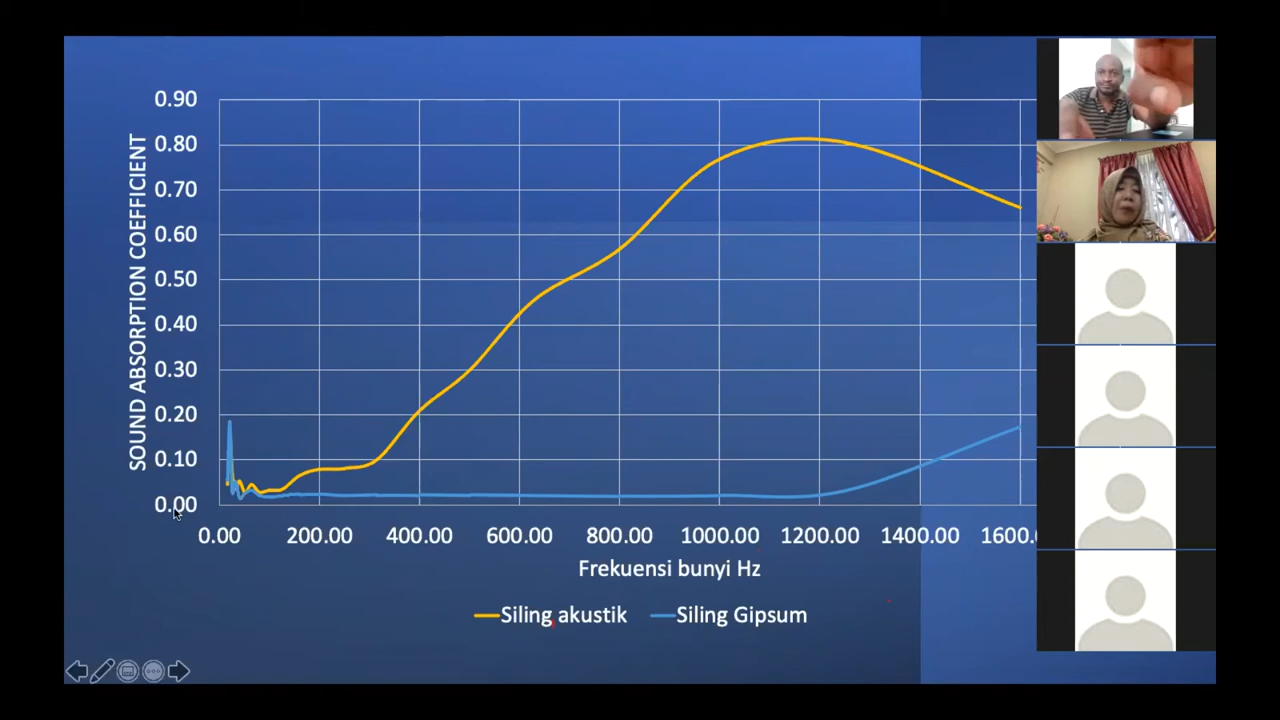 0.90
0.80
0.70
0.60
0.50
0.40
0.30
0.20
0.10
0.00
SOUND ABSORPTION COEFFICIENT
0.00 200.00 400.00 600.00 800.00 1000.00 1200.00 1400.00 1600.0
Frekuensi bunyi Hz
Siling akustik Siling Gipsum